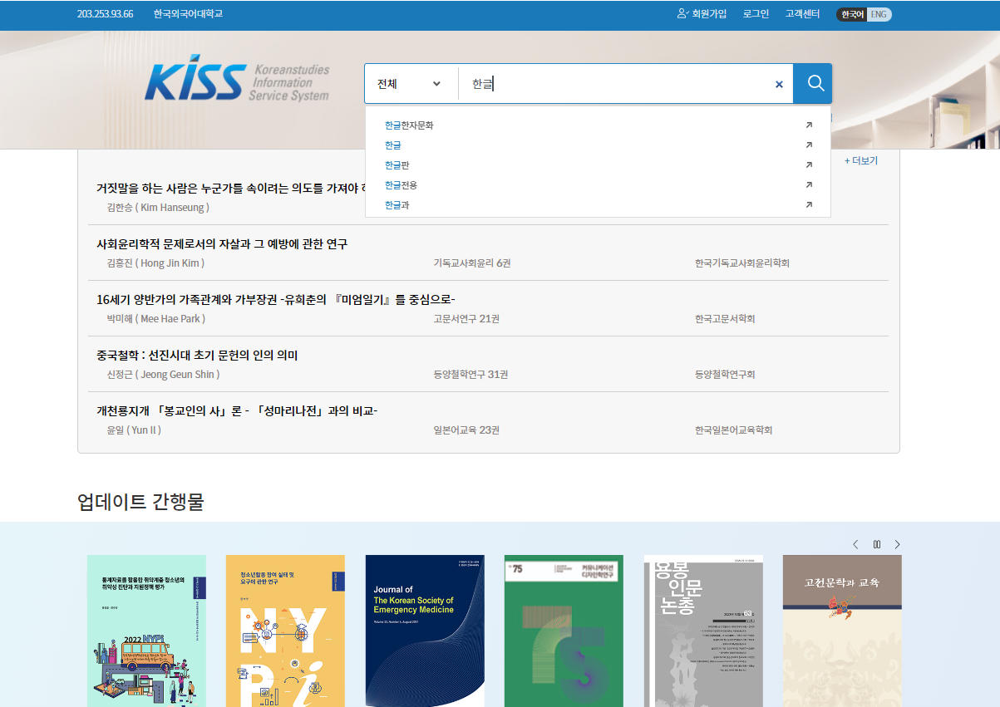 203.253.93.66 한국외국어대학교 회원가입 로그인 고객센터 한국어 ENG
KISS Koreanstudies Information Service System
전체 한글
한글한자문화
한글
한글판
한글전용
한글과
+ 더보기
거짓말을 하는 사람은 누군가를 속이려는 의도를 가져야
김한승 ( Kim Hanseung )
사회윤리학적 문제로서의 자살과 그 예방에 관한 연구
김흥진 ( Hong Jin Kim ) 기독교사회윤리 6권 한국기독교사회윤리학회
16세기 양반가의 가족관계와 가부장권 -유희춘의 『미엄일기』를 중심으로-
박미해 ( Mee Hae Park ) 고문서연구 21권 한국고문서학회
중국철학 : 선진시대 초기 문헌의 인의 의미
신정근 ( Jeong Geun Shin ) 동양철학연구 31권 동양철학연구회
개천룡지개 「봉교인의 사」론 - 「성마리나전」과의 비교-
윤일 ( Yun Il ) 일본어교육 23권 한국일본어교육학회
업데이트 간행물
통계자료를 활용한 취약계층 청소년의
취약성 진단과 지원정책 평가
2022 NYPi
청소년활동 참여 실태 및
요구에 관한 연구
NY
Pi
Journal of
The Korean Society of
Emergency Medicine
75
커뮤니케이션
디자인학연구
용봉
인문
논총
63
고전문학과 교육